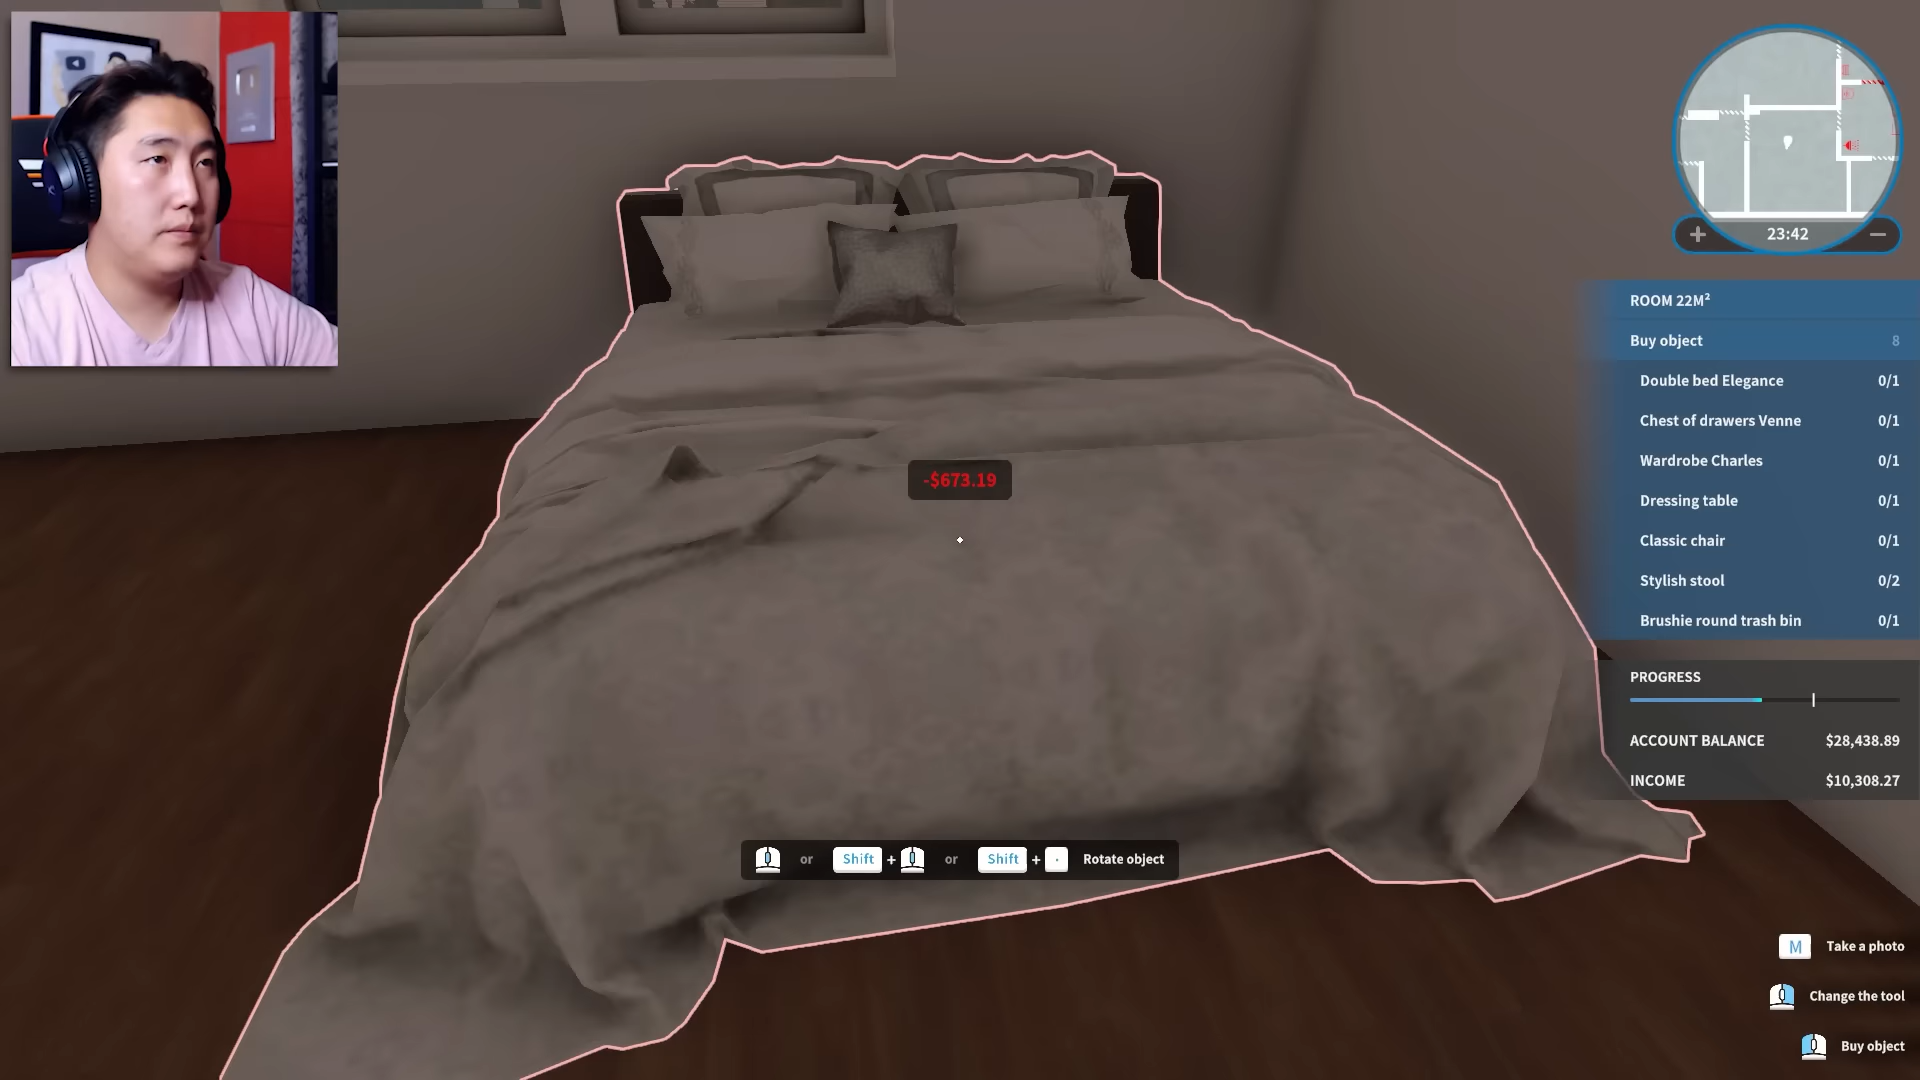 23:42
ROOM 22M²
Buy object 8
Double bed Elegance 0/1
Chest of drawers Venne 0/1
Wardrobe Charles 0/1
Dressing table 0/1
Classic chair 0/1
Stylish stool 0/2
Brushie round trash bin 0/1
-$673.19
PROGRESS
ACCOUNT BALANCE $28,438.89
INCOME $10,308.27
or Shift + or Shift + · Rotate object
M Take a photo
Change the tool
Buy object